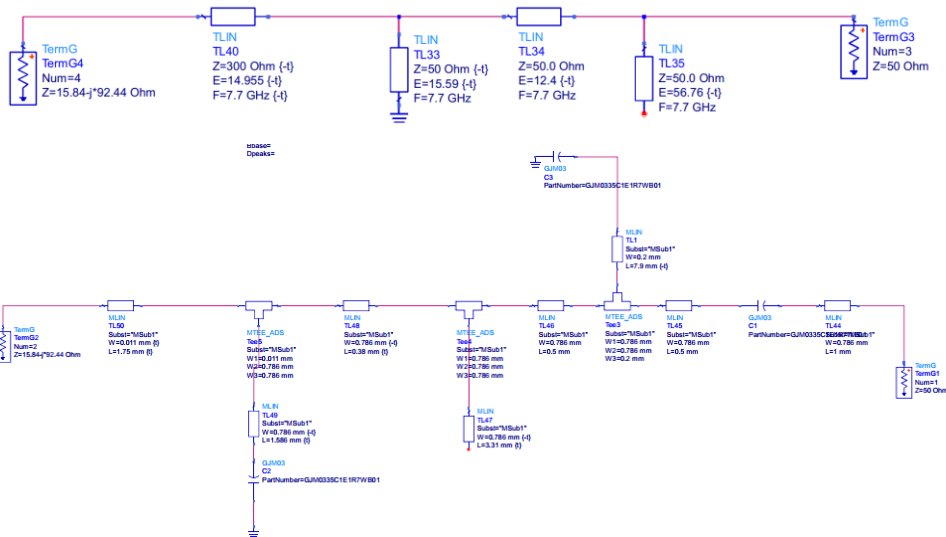 TermG
TermG4
Num=4
Z=15.84-j*92.44 Ohm
TLIN
TL40
Z=300 Ohm {-t}
E=14.955 {-t}
F=7.7 GHz {-t}
TLIN
TL33
Z=50 Ohm {-t}
E=15.59 {-t}
F=7.7 GHz
TLIN
TL34
Z=50.0 Ohm
E=12.4 {-t}
F=7.7 GHz
TLIN
TL35
Z=50.0 Ohm
E=56.76 {-t}
F=7.7 GHz
TermG
TermG3
Num=3
Z=50 Ohm
Dpeaks=
GJM03
C3
PartNumber=GJM0335C1E1R7WB01
MLIN
TL1
Subst="MSub1"
W=0.2 mm
L=7.9 mm {-t}
TermG
TermG2
Num=2
Z=15.84-j*92.44 Ohm
MLIN
TL50
Subst="MSub1"
W=0.011 mm {t}
L=1.75 mm {t}
MTEE_ADS
Tee5
Subst="MSub1"
W1=0.011 mm
W2=0.786 mm
W3=0.786 mm
MLIN
TL48
Subst="MSub1"
W=0.786 mm {-t}
L=0.38 mm {t}
MTEE_ADS
Tee4
Subst="MSub1"
W1=0.786 mm
W2=0.786 mm
W3=0.786 mm
MLIN
TL46
Subst="MSub1"
W=0.786 mm
L=0.5 mm
MTEE_ADS
Tee3
Subst="MSub1"
W1=0.786 mm
W2=0.786 mm
W3=0.2 mm
MLIN
TL45
Subst="MSub1"
W=0.786 mm
L=0.5 mm
GJM03
C1
MLIN
TL44
W=0.786 mm
L=1 mm
TermG
TermG1
Num=1
Z=50 Ohm
MLIN
TL49
Subst="MSub1"
W=0.786 mm {-t}
L=1.586 mm {t}
GJM03
C2
PartNumber=GJM0335C1E1R7WB01
MLIN
TL47
Subst="MSub1"
W=0.786 mm {-t}
L=3.31 mm {t}